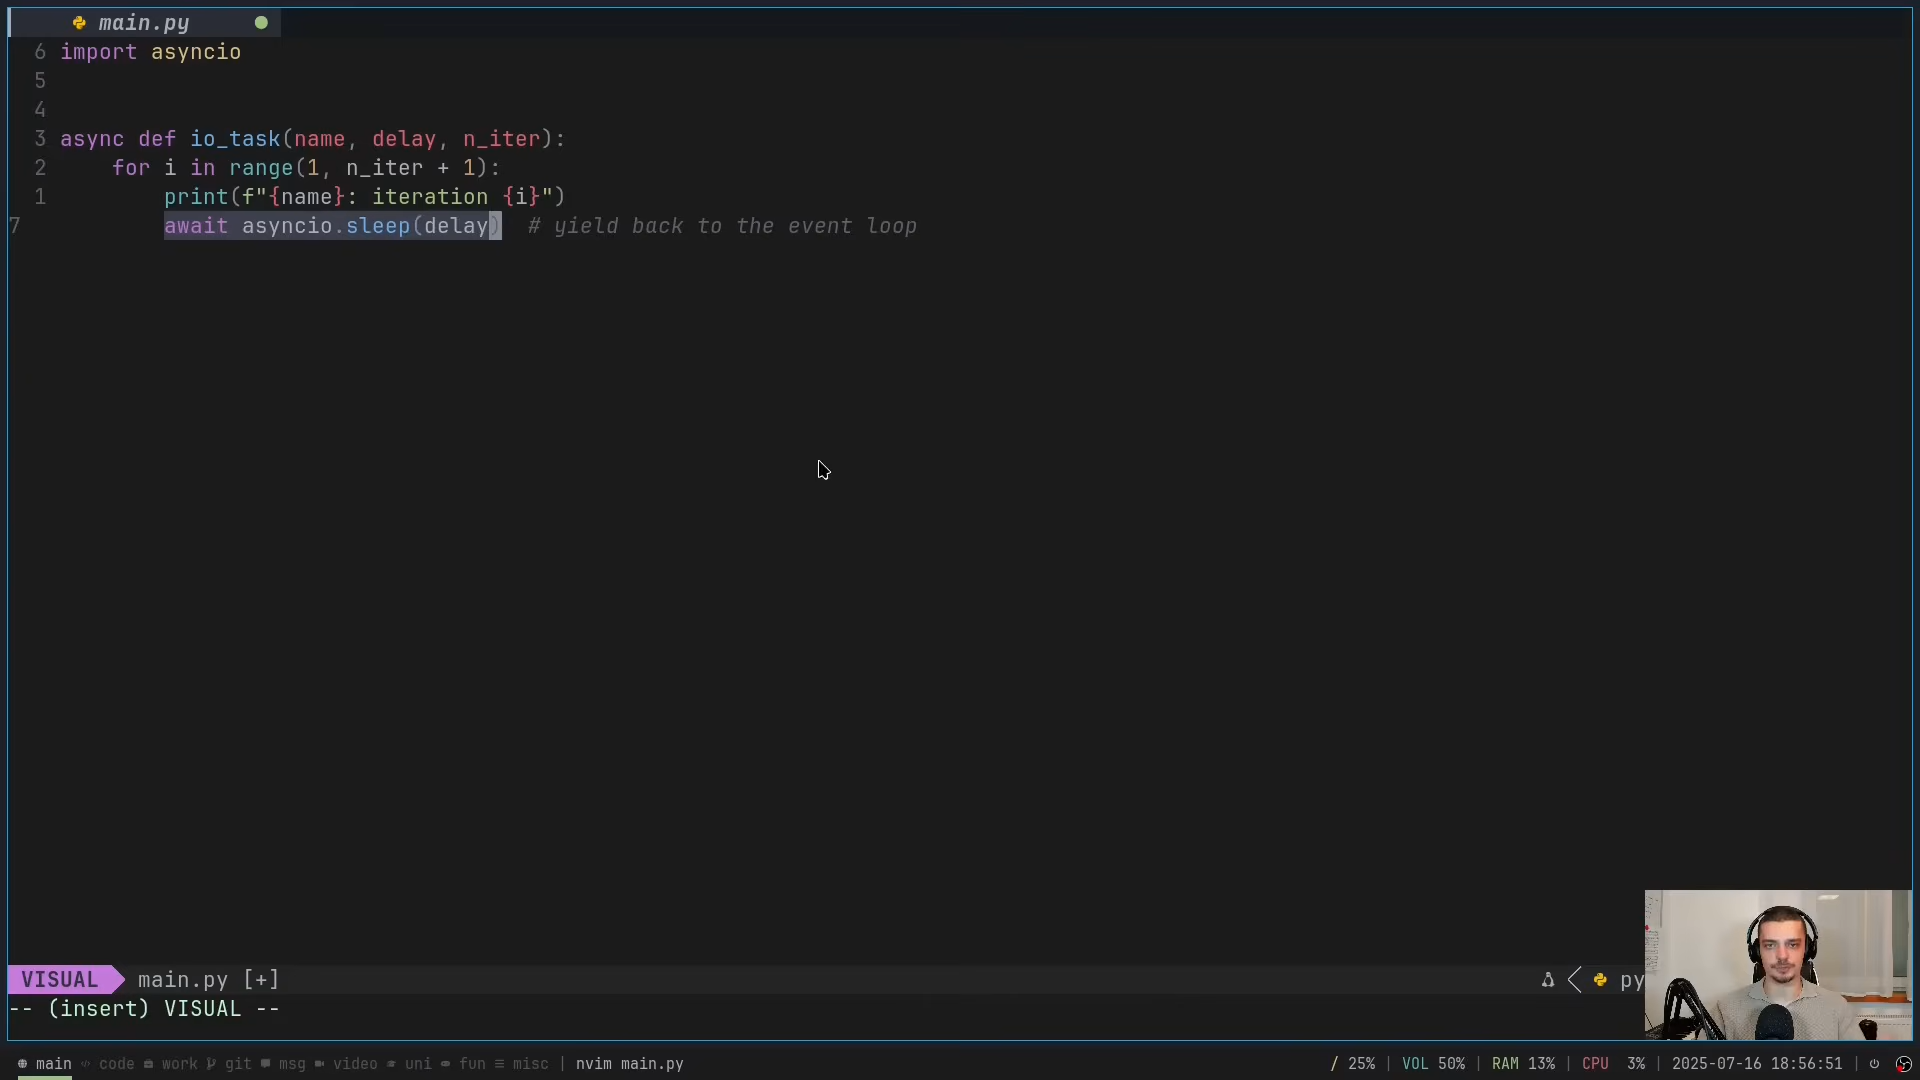 main.py
6 import asyncio
5
4
3 async def io_task(name, delay, n_iter):
2 for i in range(1, n_iter + 1):
1 print(f"{name}: iteration {i}")
7 await asyncio.sleep(delay) # yield back to the event loop
VISUAL main.py [+] py
-- (insert) VISUAL --
main code work git msg video uni fun misc | nvim main.py / 25% | VOL 50% | RAM 13% | CPU 3% | 2025-07-16 18:56:51 |